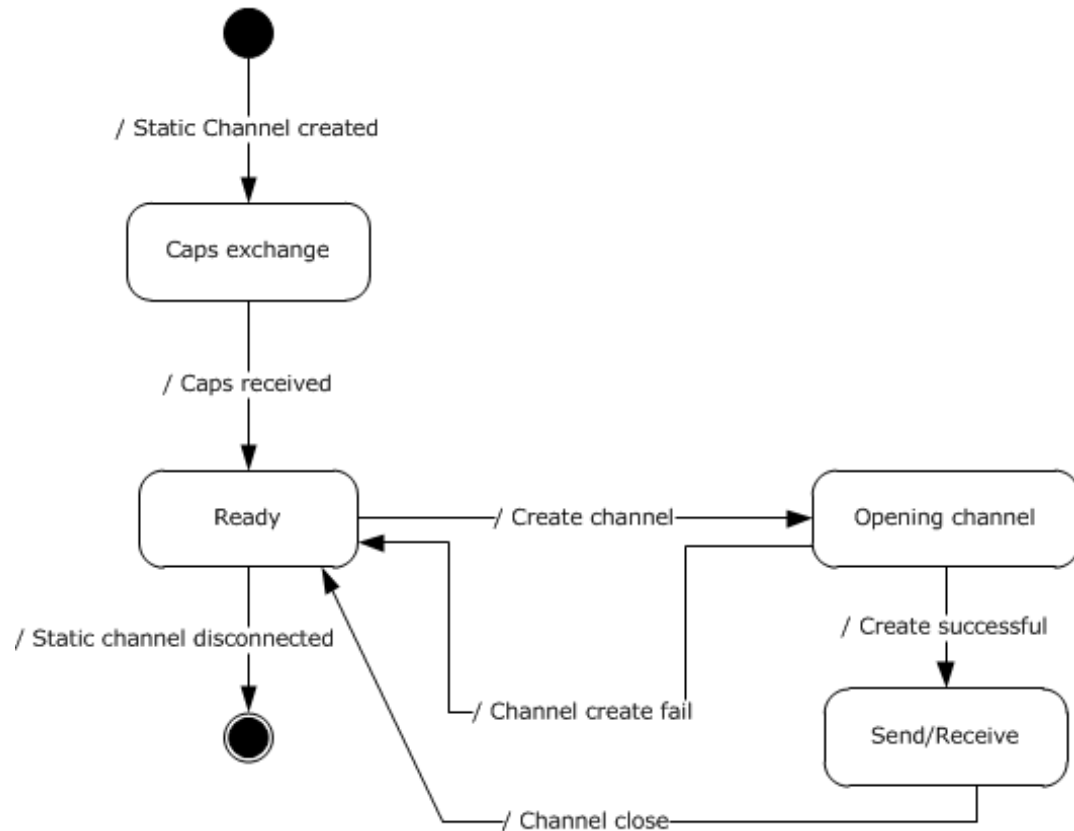 / Static Channel created
Caps exchange
/ Caps received
Ready
/ Create channel
Opening channel
/ Static channel disconnected
/ Create successful
/ Channel create fail
Send/Receive
/ Channel close